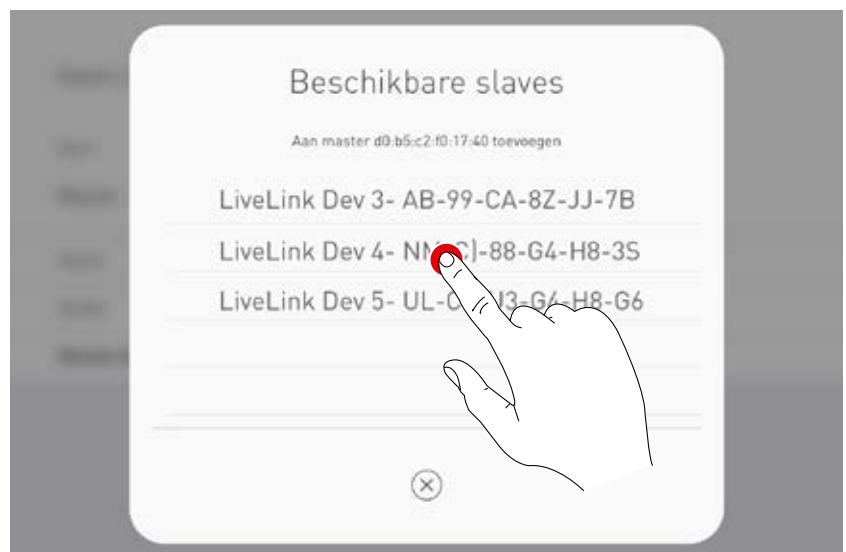 Beschikbare slaves
Aan master d0:b5:c2:f0:17:40 toevoegen
LiveLink Dev 3- AB-99-CA-8Z-JJ-7B
LiveLink Dev 4- )-88-G4-H8-3S
LiveLink Dev 5- G4-H8-G6